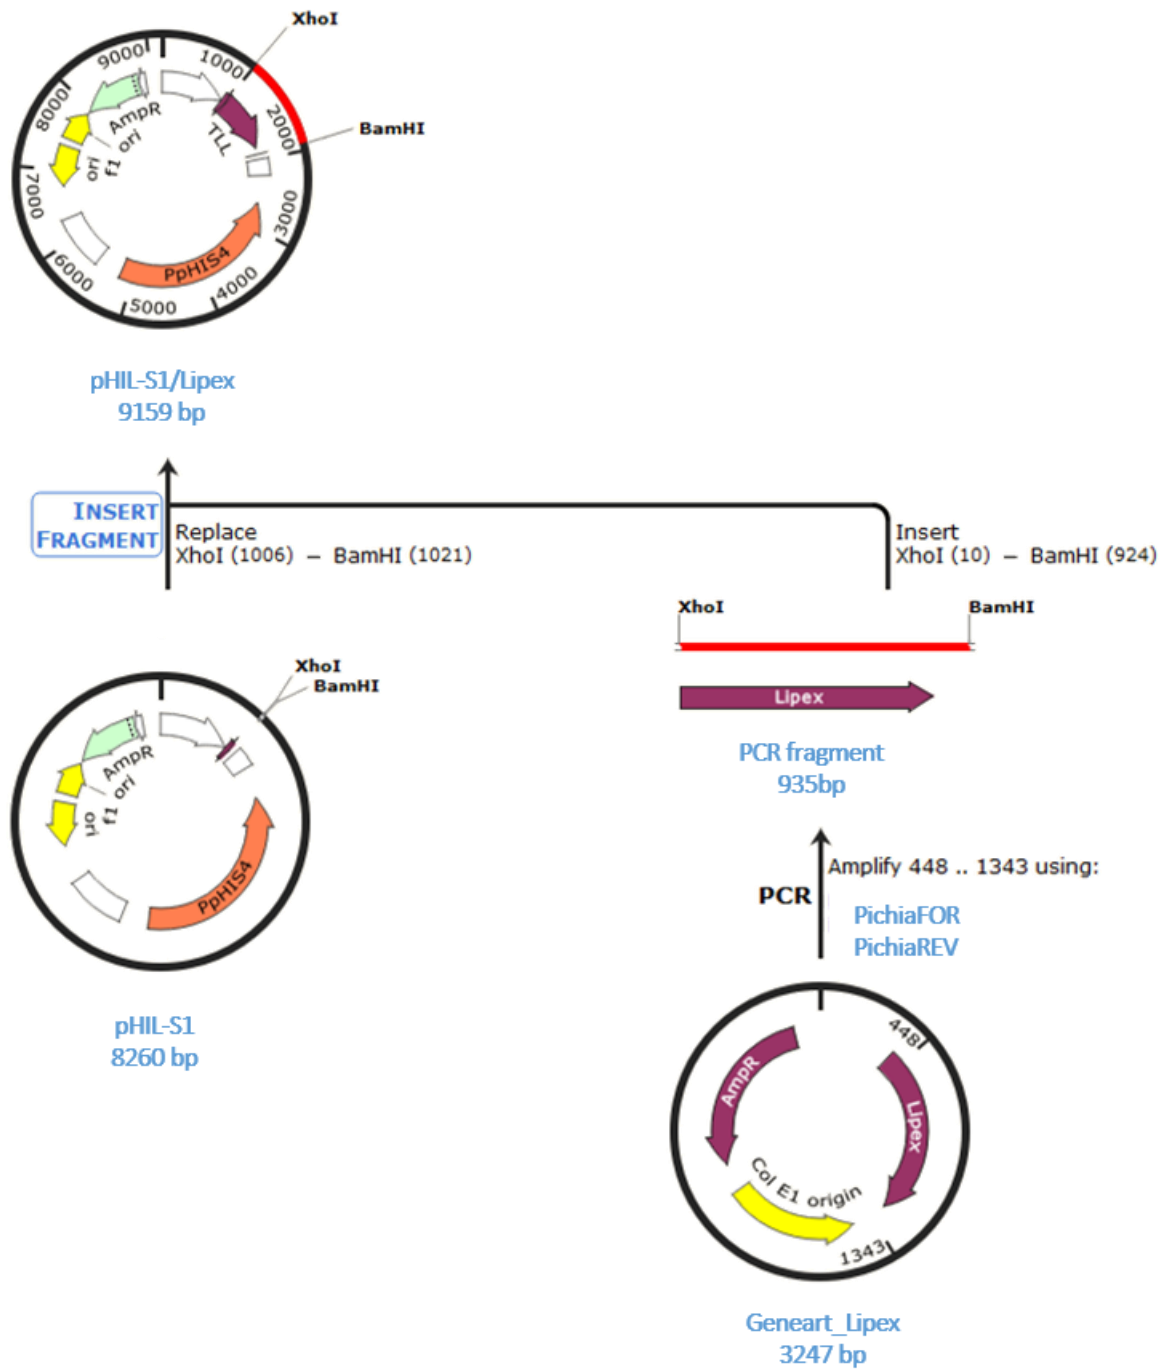 XhoI
BamHI
1000
2000
3000
4000
5000
6000
7000
8000
9000
AmpR
f1 ori
ori
TLL
PpHIS4
pHIL-S1/Lipex
9159 bp
INSERT
FRAGMENT
Replace
XhoI (1006) – BamHI (1021)
Insert
XhoI (10) – BamHI (924)
XhoI
BamHI
Lipex
PCR fragment
935bp
XhoI
BamHI
AmpR
f1 ori
ori
PpHIS4
pHIL-S1
8260 bp
PCR
Amplify 448 .. 1343 using:
PichiaFOR
PichiaREV
448
AmpR
Lipex
Col E1 origin
1343
Geneart_Lipex
3247 bp